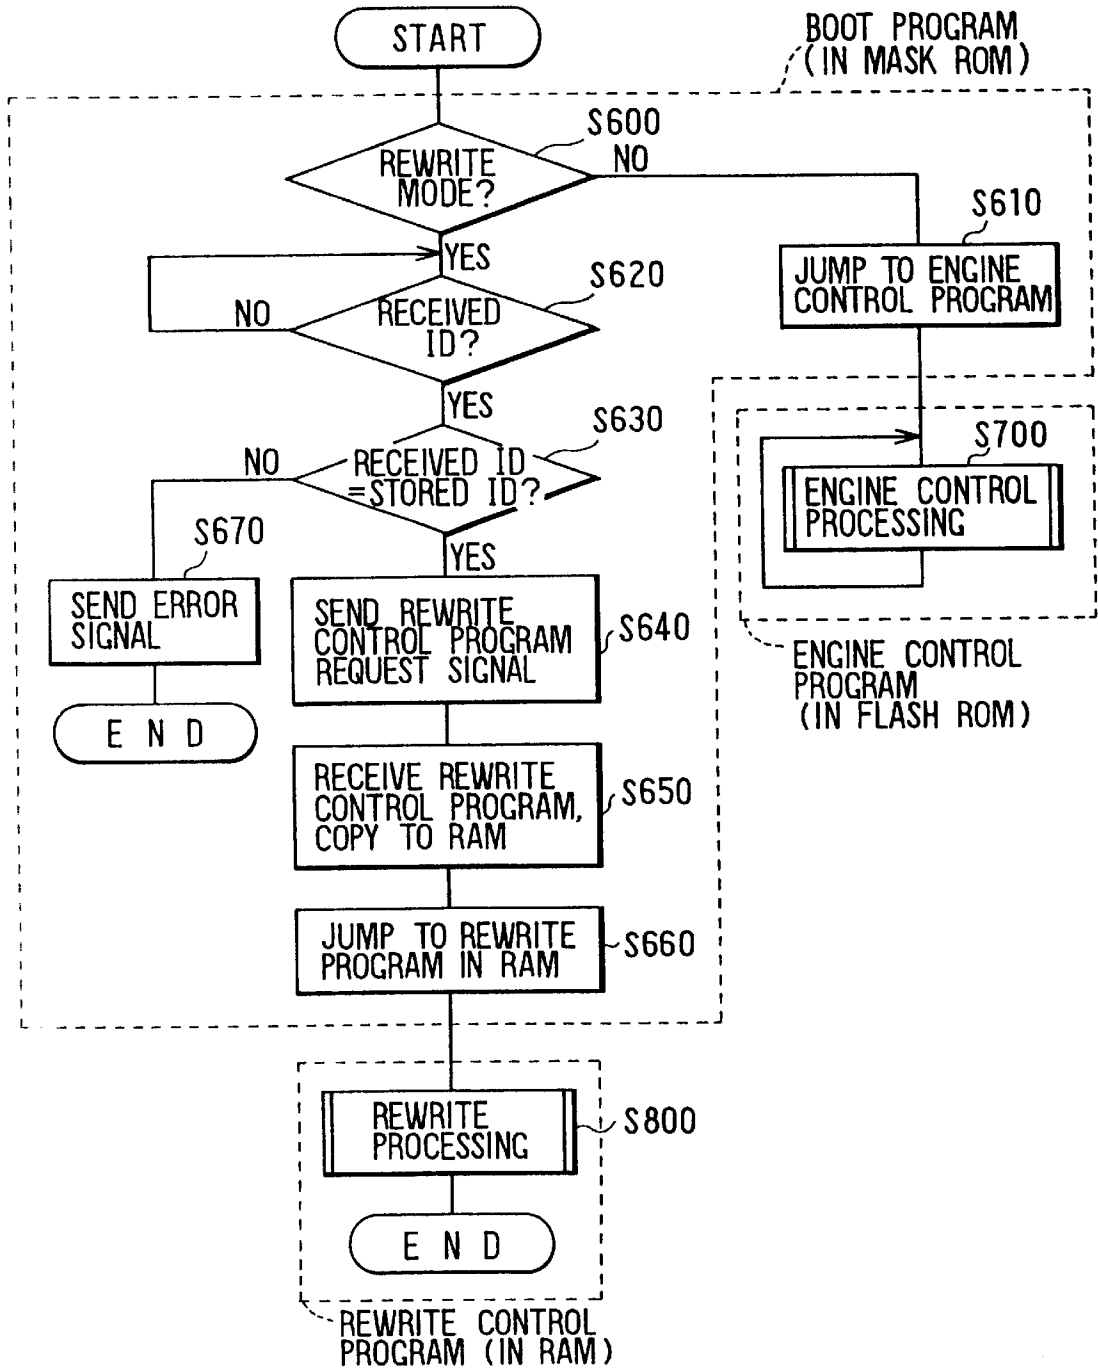 START
BOOT PROGRAM
(IN MASK ROM)
S600
REWRITE
MODE?
NO
YES
S610
JUMP TO ENGINE
CONTROL PROGRAM
S620
RECEIVED
ID?
NO
YES
S630
RECEIVED ID
=STORED ID?
NO
YES
S700
ENGINE CONTROL
PROCESSING
ENGINE CONTROL
PROGRAM
(IN FLASH ROM)
S670
SEND ERROR
SIGNAL
END
SEND REWRITE
CONTROL PROGRAM
REQUEST SIGNAL
S640
RECEIVE REWRITE
CONTROL PROGRAM,
COPY TO RAM
S650
JUMP TO REWRITE
PROGRAM IN RAM
S660
REWRITE
PROCESSING
S800
END
REWRITE CONTROL
PROGRAM (IN RAM)